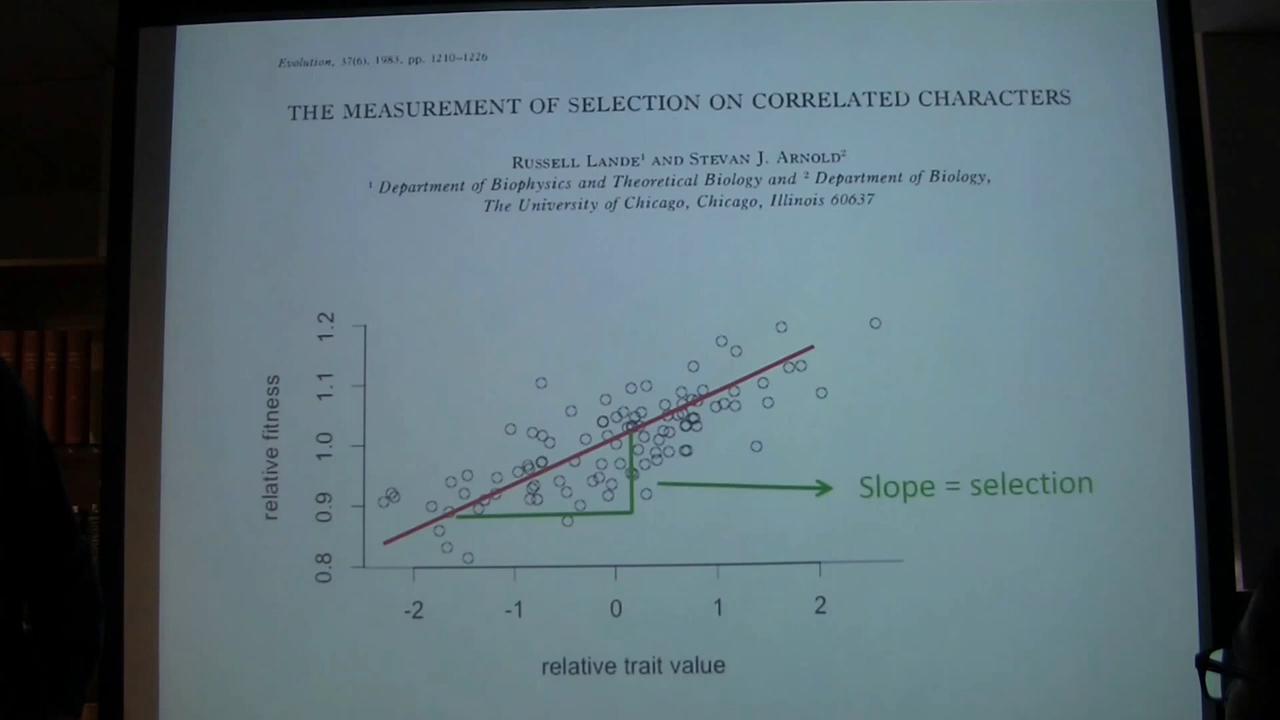 Evolution, 37(6), 1983, pp. 1210–1226
THE MEASUREMENT OF SELECTION ON CORRELATED CHARACTERS
RUSSELL LANDE¹ AND STEVAN J. ARNOLD²
¹ Department of Biophysics and Theoretical Biology and ² Department of Biology,
The University of Chicago, Chicago, Illinois 60637
relative fitness
1.2
1.1
1.0
0.9
0.8
Slope = selection
-2 -1 0 1 2
relative trait value